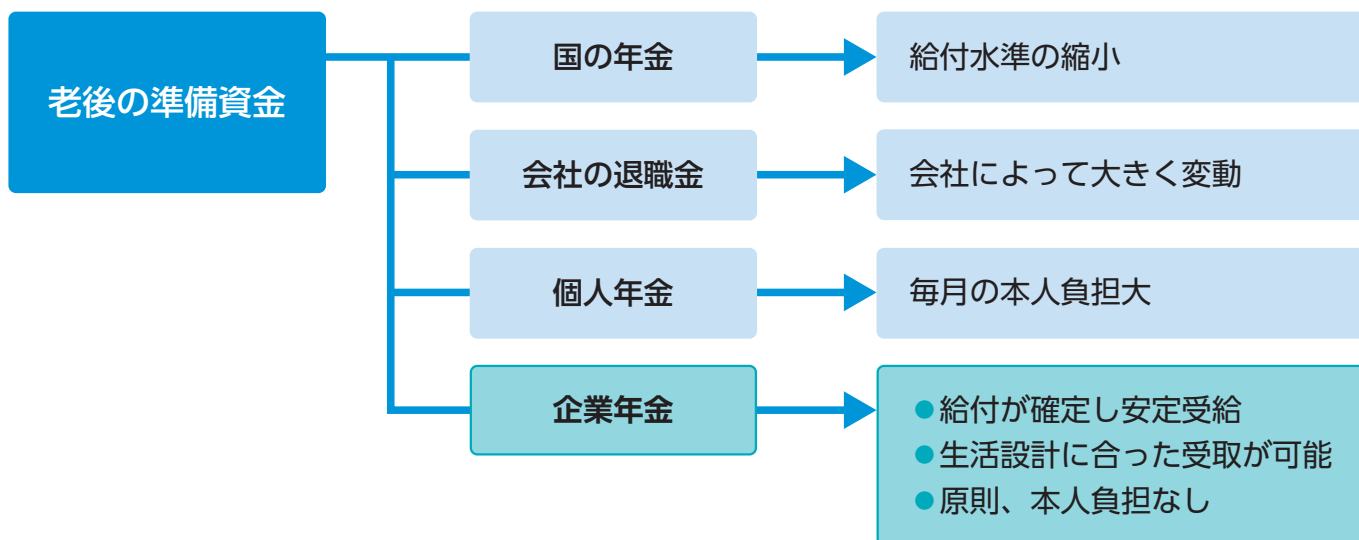 老後の準備資金
国の年金
給付水準の縮小
会社の退職金
会社によって大きく変動
個人年金
毎月の本人負担大
企業年金
●給付が確定し安定受給
●生活設計に合った受取が可能
●原則、本人負担なし